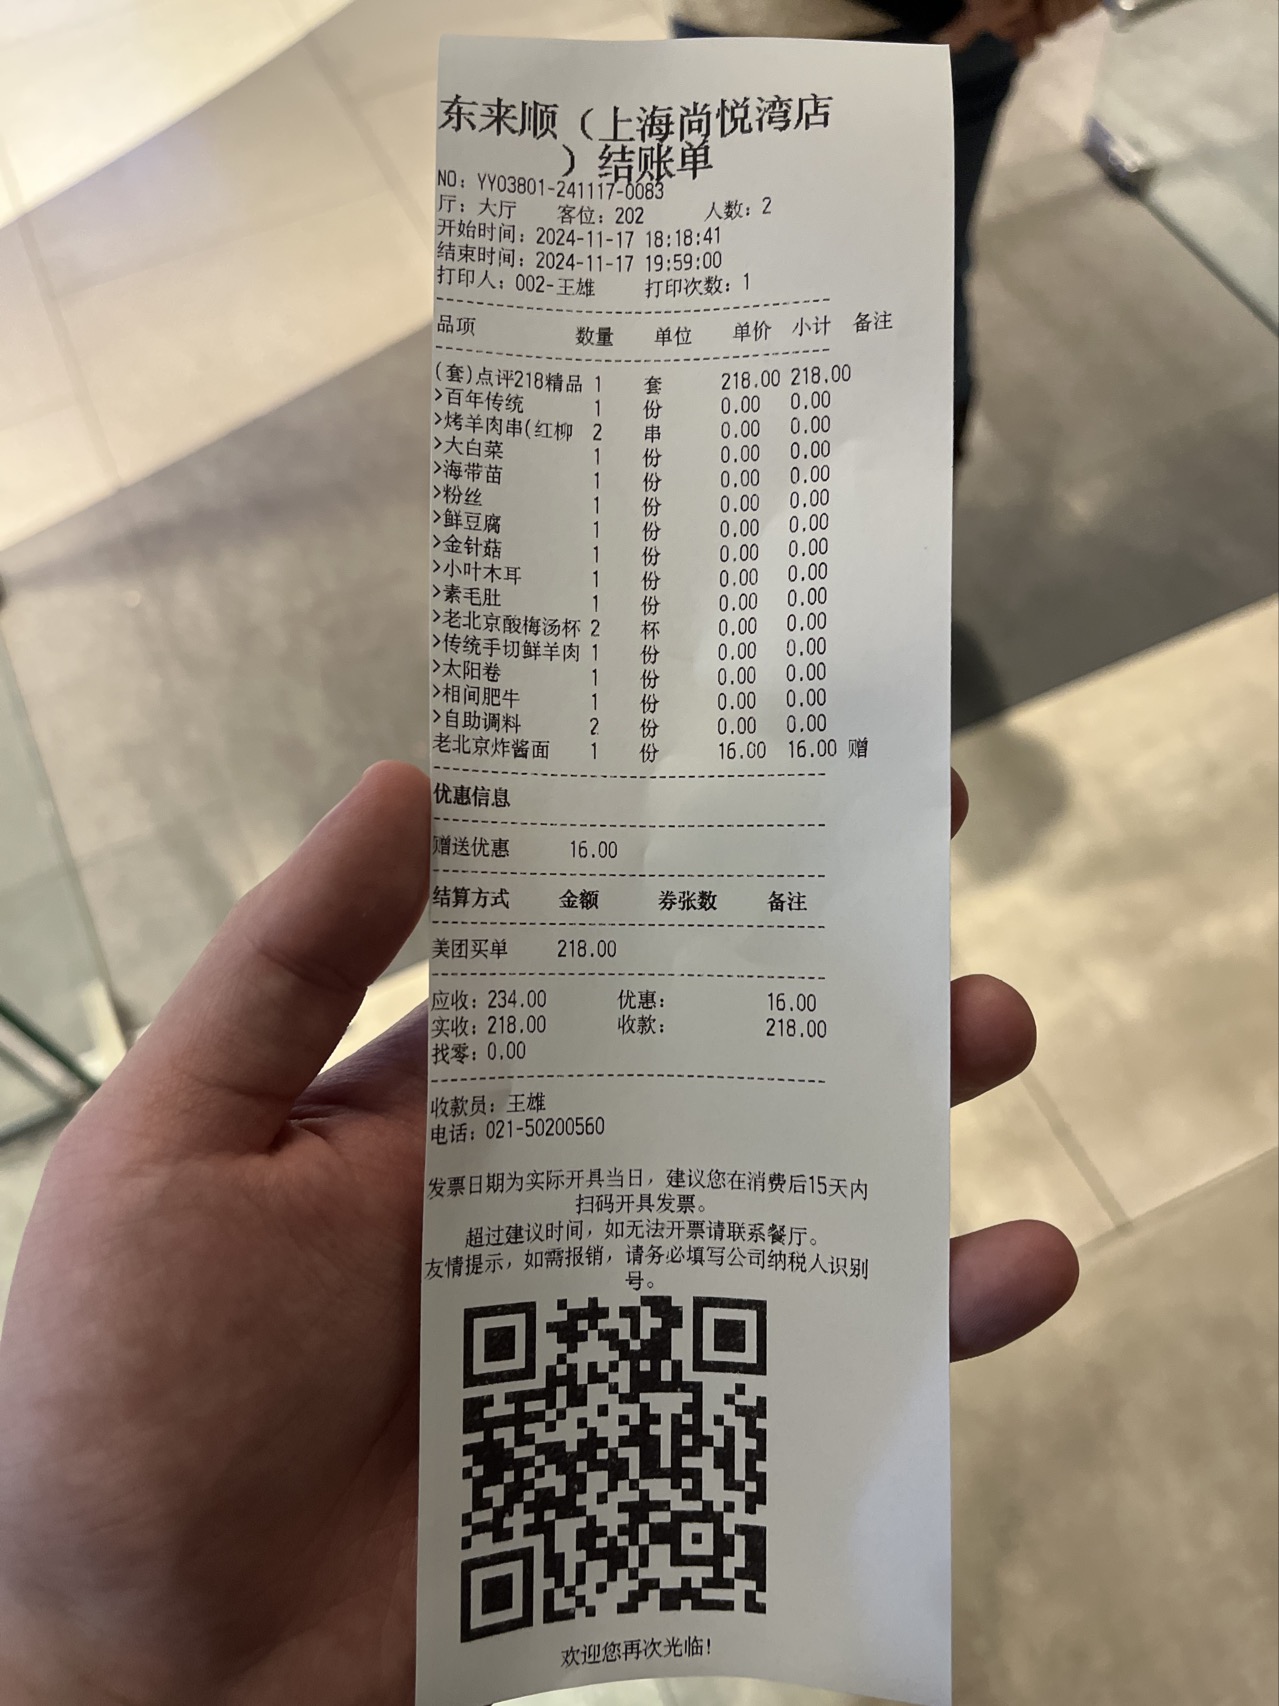 东来顺（上海尚悦湾店
）结账单
NO：YY03801-241117-0083
厅：大厅 客位：202 人数：2
开始时间：2024-11-17 18:18:41
结束时间：2024-11-17 19:59:00
打印人：002-王雄 打印次数：1
品项 数量 单位 单价 小计 备注
(套)点评218精品 1 套 218.00 218.00
>百年传统 1 份 0.00 0.00
>烤羊肉串(红柳 2 串 0.00 0.00
>大白菜 1 份 0.00 0.00
>海带苗 1 份 0.00 0.00
>粉丝 1 份 0.00 0.00
>鲜豆腐 1 份 0.00 0.00
>金针菇 1 份 0.00 0.00
>小叶木耳 1 份 0.00 0.00
>素毛肚 1 份 0.00 0.00
>老北京酸梅汤杯 2 杯 0.00 0.00
>传统手切鲜羊肉 1 份 0.00 0.00
>太阳卷 1 份 0.00 0.00
>相间肥牛 1 份 0.00 0.00
>自助调料 2 份 0.00 0.00
老北京炸酱面 1 份 16.00 16.00 赠
优惠信息
赠送优惠 16.00
结算方式 金额 券张数 备注
美团买单 218.00
应收：234.00 优惠： 16.00
实收：218.00 收款： 218.00
找零：0.00
收款员：王雄
电话：021-50200560
发票日期为实际开具当日，建议您在消费后15天内
扫码开具发票。
超过建议时间，如无法开票请联系餐厅。
友情提示，如需报销，请务必填写公司纳税人识别
号。
欢迎您再次光临!